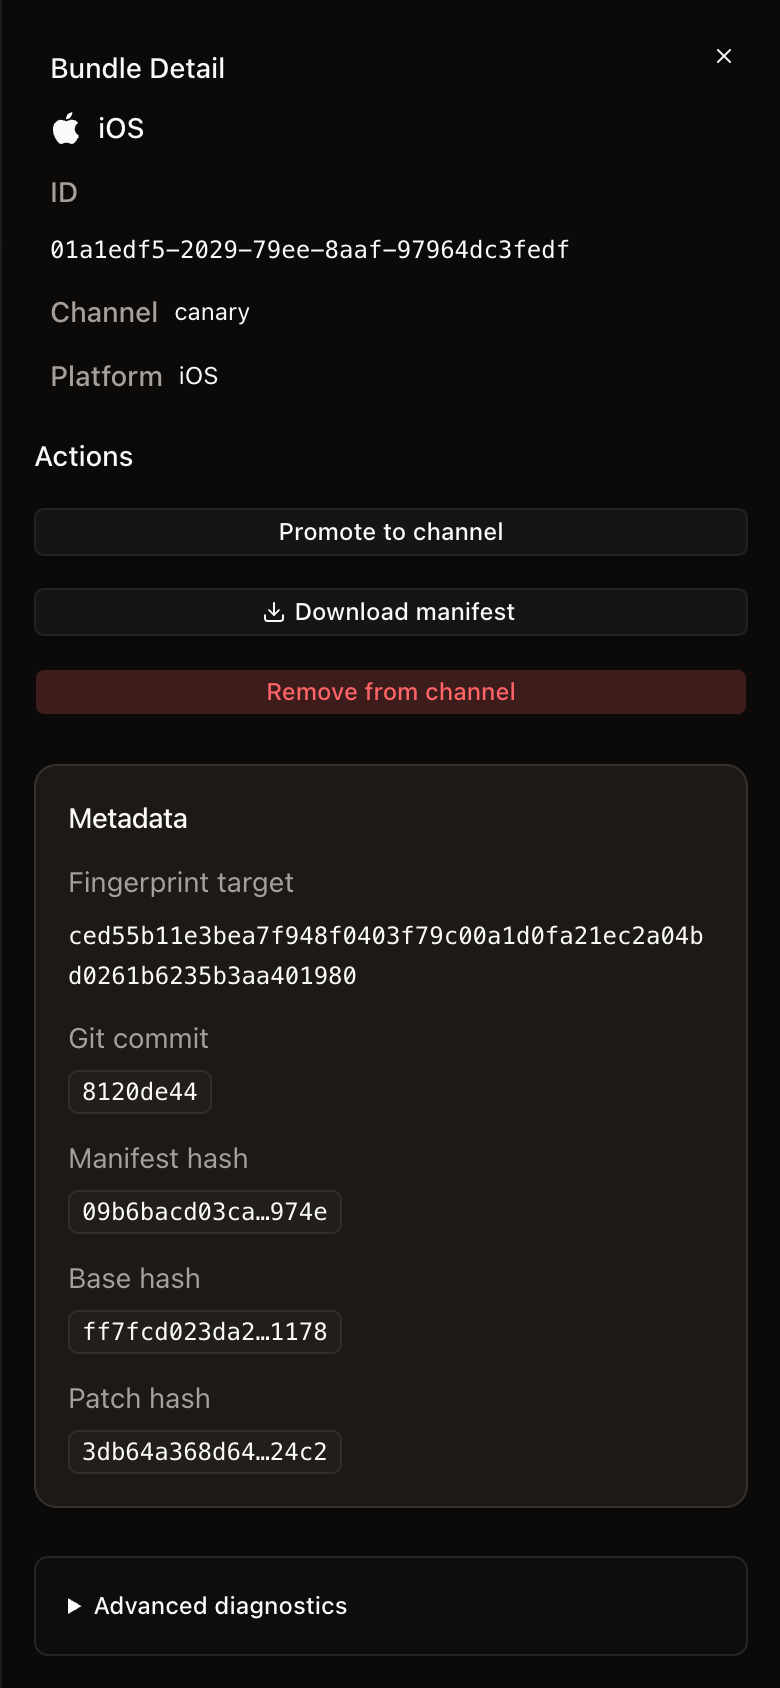 Bundle Detail
iOS
ID
01a1edf5-2029-79ee-8aaf-97964dc3fedf
Channel canary
Platform iOS
Actions
Promote to channel
Download manifest
Remove from channel
Metadata
Fingerprint target
ced55b11e3bea7f948f0403f79c00a1d0fa21ec2a04b
d0261b6235b3aa401980
Git commit
8120de44
Manifest hash
09b6bacd03ca…974e
Base hash
ff7fcd023da2…1178
Patch hash
3db64a368d64…24c2
Advanced diagnostics